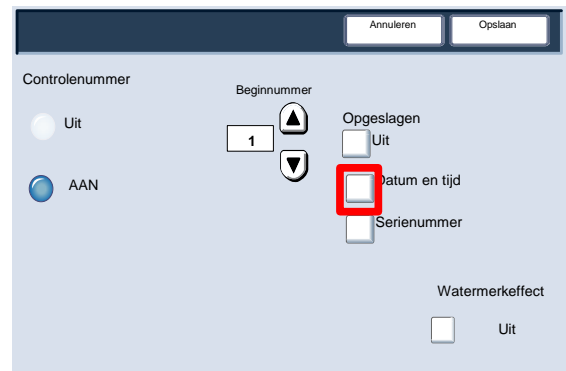 Annuleren
Opslaan
Controlenummer
Uit
AAN
Beginnummer
1
Opgeslagen
Uit
Datum en tijd
Serienummer
Watermerkeffect
Uit